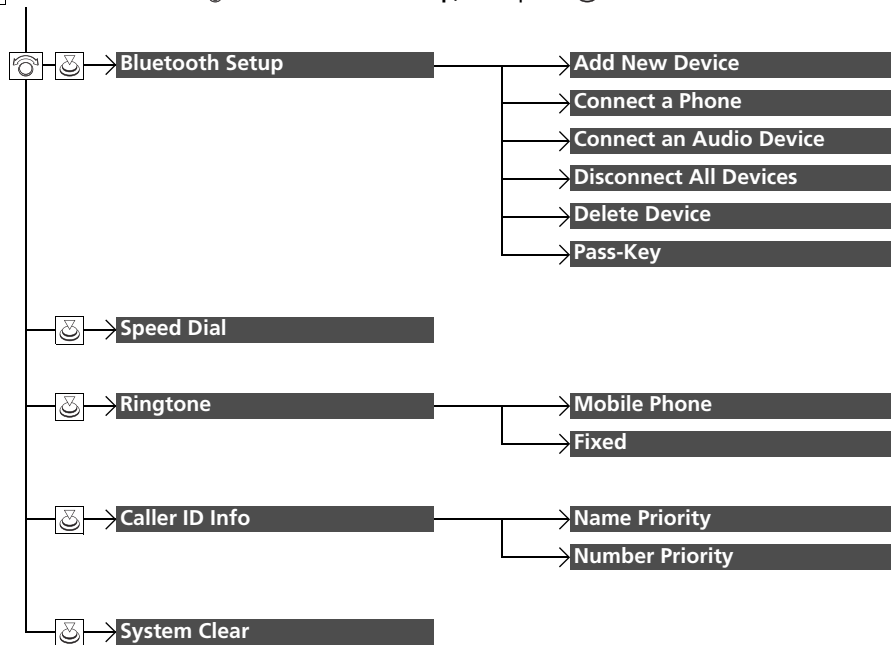 Bluetooth Setup
Add New Device
Connect a Phone
Connect an Audio Device
Disconnect All Devices
Delete Device
Pass-Key
Speed Dial
Ringtone
Mobile Phone
Fixed
Caller ID Info
Name Priority
Number Priority
System Clear